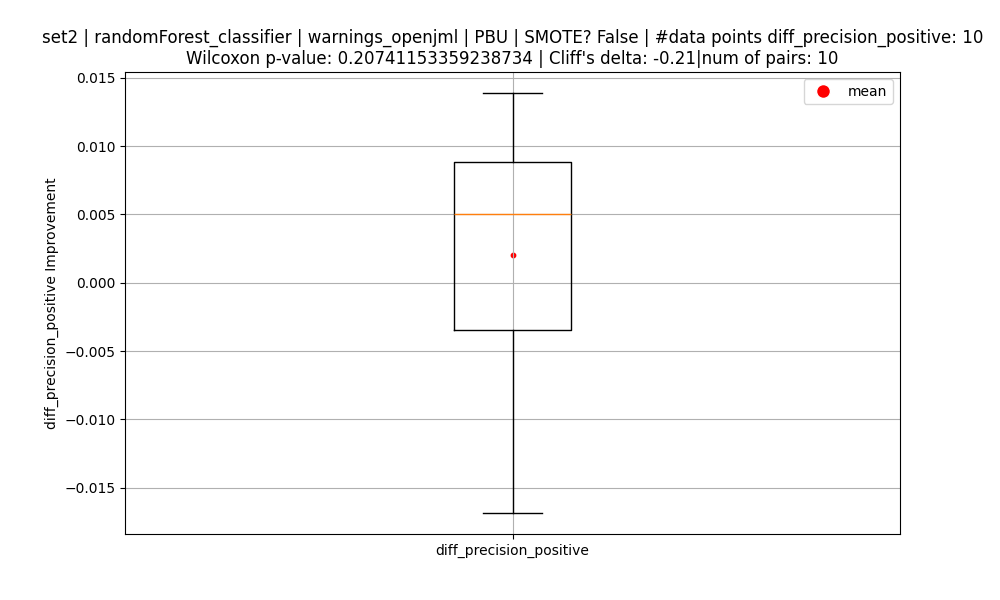 set2 | randomForest_classifier | warnings_openjml | PBU | SMOTE? False | #data points diff_precision_positive: 10
Wilcoxon p-value: 0.20741153359238734 | Cliff's delta: -0.21|num of pairs: 10
mean
0.015
0.010
0.005
0.000
−0.005
−0.010
−0.015
diff_precision_positive Improvement
diff_precision_positive